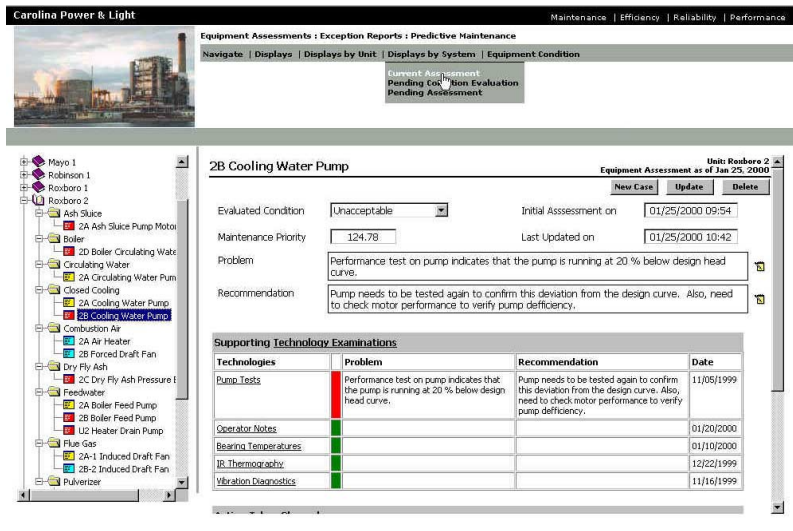 Carolina Power & Light
Maintenance | Efficiency | Reliability | Performance
Equipment Assessments : Exception Reports : Predictive Maintenance
Navigate | Displays | Displays by Unit | Displays by System | Equipment Condition
Current Assessment
Pending Condition Evaluation
Pending Assessment
Mayo 1
Robinson 1
Roxboro 1
Roxboro 2
Ash Sluice
2A Ash Sluice Pump Motor
Boiler
2D Boiler Circulating Wate
Circulating Water
2A Circulating Water Pum
Closed Cooling
2A Cooling Water Pump
2B Cooling Water Pump
Combustion Air
2A Air Heater
2B Forced Draft Fan
Dry Fly Ash
2C Dry Fly Ash Pressure
Feedwater
2A Boiler Feed Pump
2B Boiler Feed Pump
U2 Heater Drain Pump
Flue Gas
2A-1 Induced Draft Fan
2B-2 Induced Draft Fan
Pulverizer
2B Cooling Water Pump
Unit: Roxboro 2
Equipment Assessment as of Jan 25, 2000
New Case Update Delete
Evaluated Condition Unacceptable Initial Asssessment on 01/25/2000 09:54
Maintenance Priority 124.78 Last Updated on 01/25/2000 10:42
Problem Performance test on pump indicates that the pump is running at 20 % below design head
curve.
Recommendation Pump needs to be tested again to confirm this deviation from the design curve. Also, need
to check motor performance to verify pump defficiency.
Supporting Technology Examinations
Technologies Problem Recommendation Date
Pump Tests Performance test on pump indicates that Pump needs to be tested again to confirm 11/05/1999
the pump is running at 20 % below design this deviation from the design curve. Also,
head curve. need to check motor performance to verify
pump defficiency.
Operator Notes 01/20/2000
Bearing Temperatures 01/10/2000
IR Thermography 12/22/1999
Vibration Diagnostics 11/16/1999